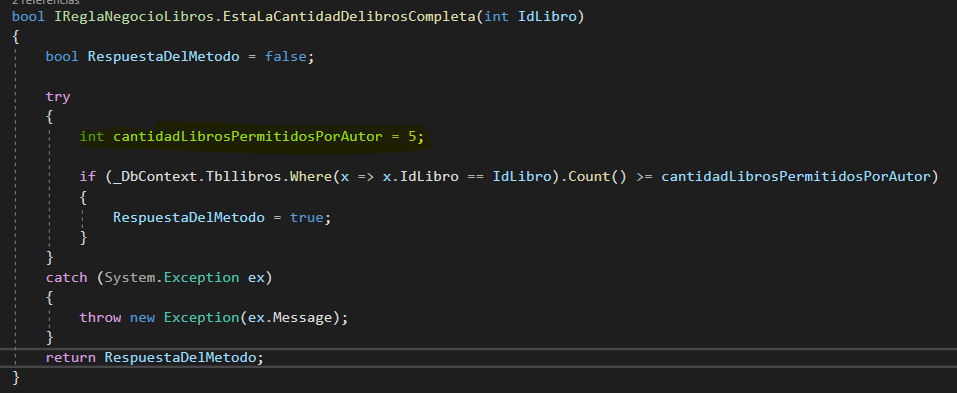 2 referencias
bool IReglaNegocioLibros.EstaLaCantidadDelibrosCompleta(int IdLibro)
{
bool RespuestaDelMetodo = false;
try
{
int cantidadLibrosPermitidosPorAutor = 5;
if (_DbContext.Tbllibros.Where(x => x.IdLibro == IdLibro).Count() >= cantidadLibrosPermitidosPorAutor)
{
RespuestaDelMetodo = true;
}
}
catch (System.Exception ex)
{
throw new Exception(ex.Message);
}
return RespuestaDelMetodo;
}